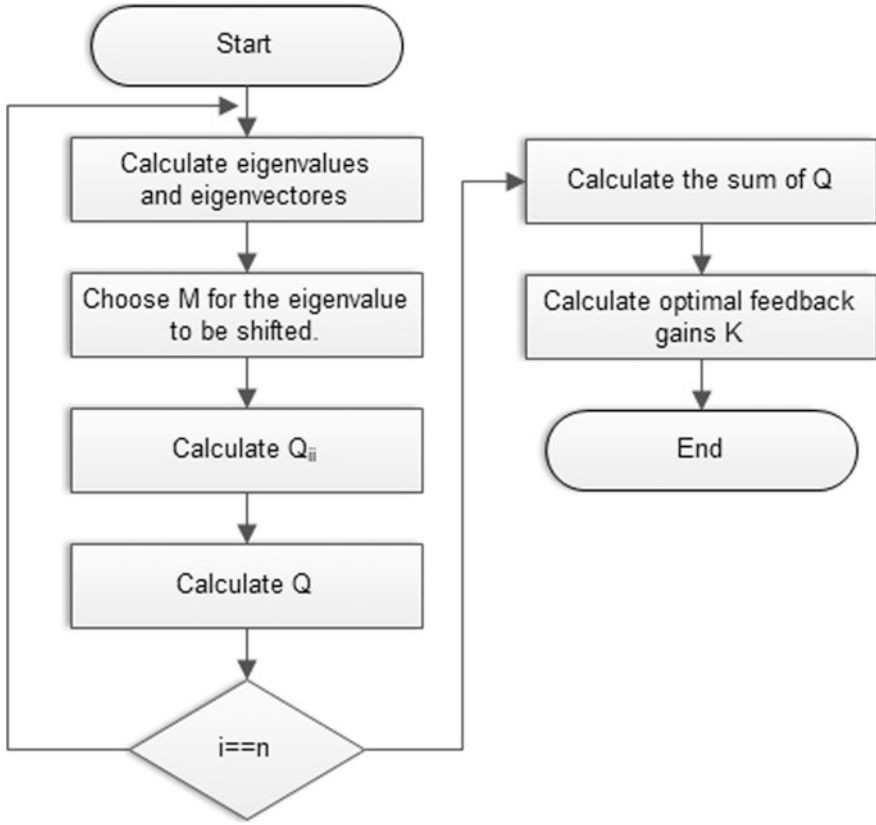 Start
Calculate eigenvalues
and eigenvectores
Choose M for the eigenvalue
to be shifted.
Calculate Qii
Calculate Q
i==n
Calculate the sum of Q
Calculate optimal feedback
gains K
End